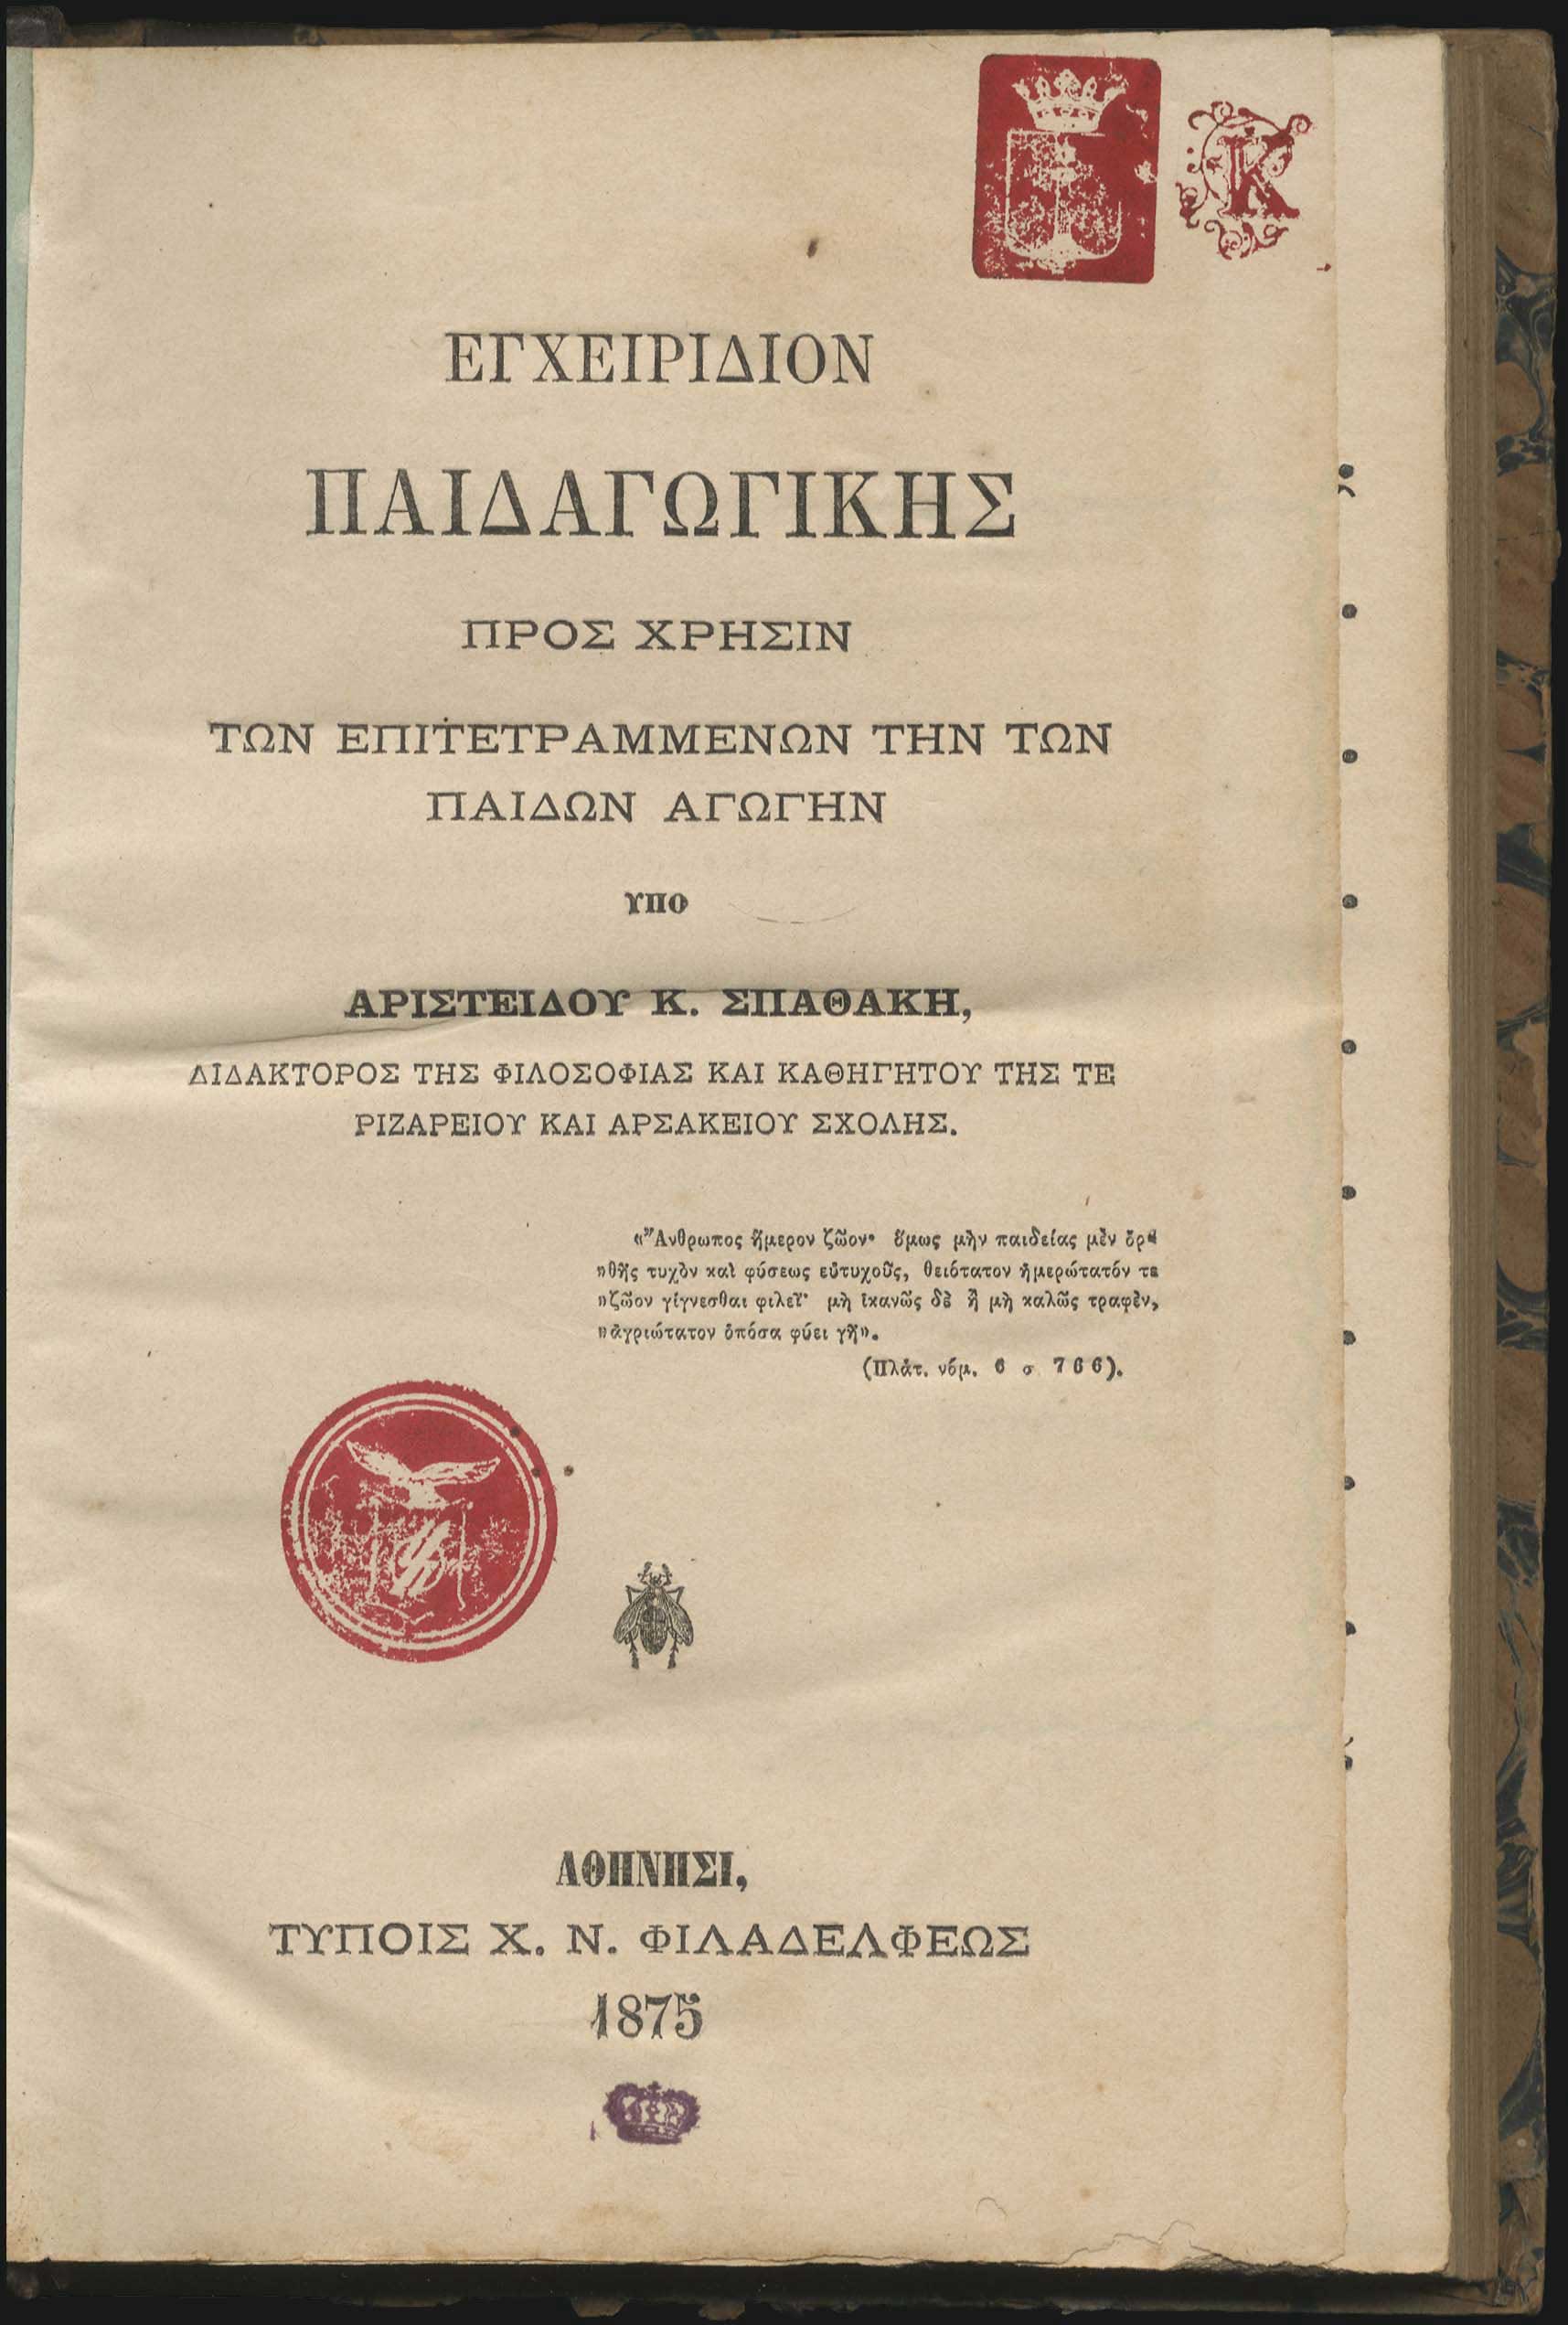 K
ΕΓΧΕΙΡΙΔΙΟΝ
ΠΑΙΔΑΓΩΓΙΚΗΣ
ΠΡΟΣ ΧΡΗΣΙΝ
ΤΩΝ ΕΠΙΤΕΤΡΑΜΜΕΝΩΝ ΤΗΝ ΤΩΝ
ΠΑΙΔΩΝ ΑΓΩΓΗΝ
ΥΠΟ
ΑΡΙΣΤΕΙΔΟΥ Κ. ΣΠΑΘΑΚΗ,
ΔΙΔΑΚΤΟΡΟΣ ΤΗΣ ΦΙΛΟΣΟΦΙΑΣ ΚΑΙ ΚΑΘΗΓΗΤΟΥ ΤΗΣ ΤΕ
ΡΙΖΑΡΕΙΟΥ ΚΑΙ ΑΡΣΑΚΕΙΟΥ ΣΧΟΛΗΣ.
«Ἄνθρωπος ἥμερον ζῶον· ὅμως μὴν παιδείας μὲν ὀρ-
»θῆς τυχὸν καὶ φύσεως εὐτυχοῦς, θειότατον ἡμερώτατόν τε
»ζῶον γίγνεσθαι φιλεῖ· μὴ ἱκανῶς δὲ ἢ μὴ καλῶς τραφὲν,
»ἀγριώτατον ὁπόσα φύει γῆ».
(Πλάτ. νόμ. 6 σ 766).
ΑΘΗΝΗΣΙ,
ΤΥΠΟΙΣ Χ. Ν. ΦΙΛΑΔΕΛΦΕΩΣ
1875